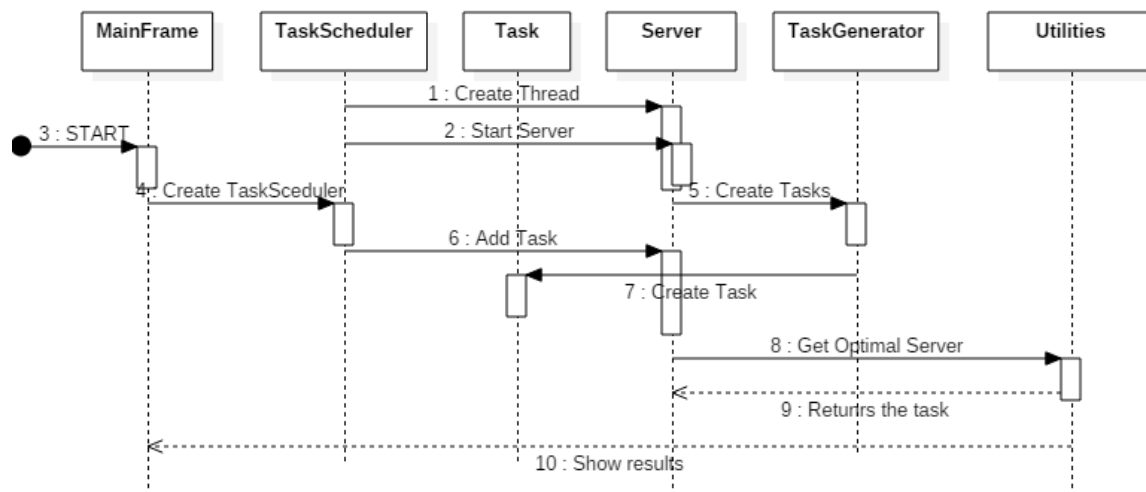 MainFrame
TaskScheduler
Task
Server
TaskGenerator
Utilities
1 : Create Thread
2 : Start Server
3 : START
4 : Create TaskSceduler
5 : Create Tasks
6 : Add Task
7 : Create Task
8 : Get Optimal Server
9 : Retunrs the task
10 : Show results